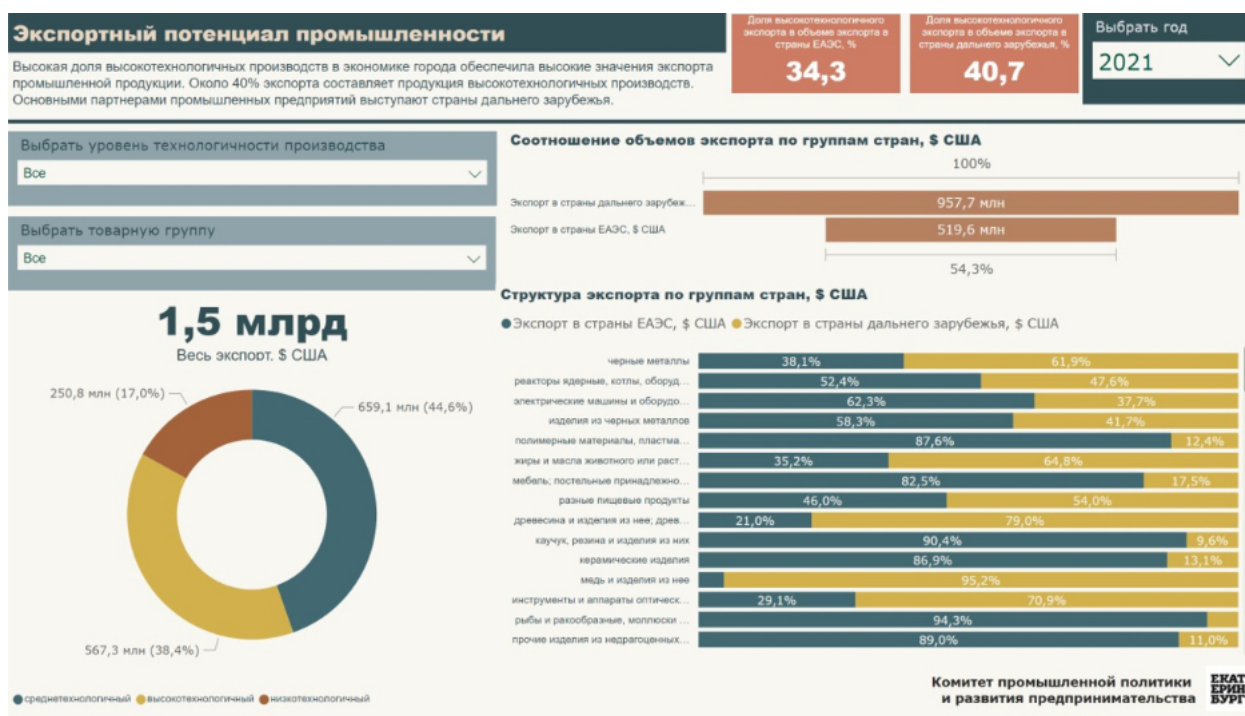 Экспортный потенциал промышленности
Высокая доля высокотехнологичных производств в экономике города обеспечила высокие значения экспорта
промышленной продукции. Около 40% экспорта составляет продукция высокотехнологичных производств.
Основными партнерами промышленных предприятий выступают страны дальнего зарубежья.
Доля высокотехнологичного
экспорта в объеме экспорта в
страны ЕАЭС, %
34,3
Доля высокотехнологичного
экспорта в объеме экспорта в
страны дальнего зарубежья, %
40,7
Выбрать год
2021
Выбрать уровень технологичности производства
Все
Выбрать товарную группу
Все
1,5 млрд
Весь экспорт. $ США
250,8 млн (17,0%)
659,1 млн (44,6%)
567,3 млн (38,4%)
среднетехнологичный высокотехнологичный низкотехнологичный
Соотношение объемов экспорта по группам стран, $ США
100%
Экспорт в страны дальнего зарубеж... 957,7 млн
Экспорт в страны ЕАЭС, $ США 519,6 млн
54,3%
Структура экспорта по группам стран, $ США
Экспорт в страны ЕАЭС, $ США Экспорт в страны дальнего зарубежья, $ США
черные металлы 38,1% 61,9%
реакторы ядерные, котлы, оборуд... 52,4% 47,6%
электрические машины и оборудо... 62,3% 37,7%
изделия из черных металлов 58,3% 41,7%
полимерные материалы, пластма... 87,6% 12,4%
жиры и масла животного или раст... 35,2% 64,8%
мебель; постельные принадлежно... 82,5% 17,5%
разные пищевые продукты 46,0% 54,0%
древесина и изделия из нее; древ... 21,0% 79,0%
каучук, резина и изделия из них 90,4% 9,6%
керамические изделия 86,9% 13,1%
медь и изделия из нее 95,2%
инструменты и аппараты оптическ... 29,1% 70,9%
рыбы и ракообразные, моллюски ... 94,3%
прочие изделия из недрагоценных... 89,0% 11,0%
Комитет промышленной политики
и развития предпринимательства
ЕКАТ
ЕРИН
БУРГ